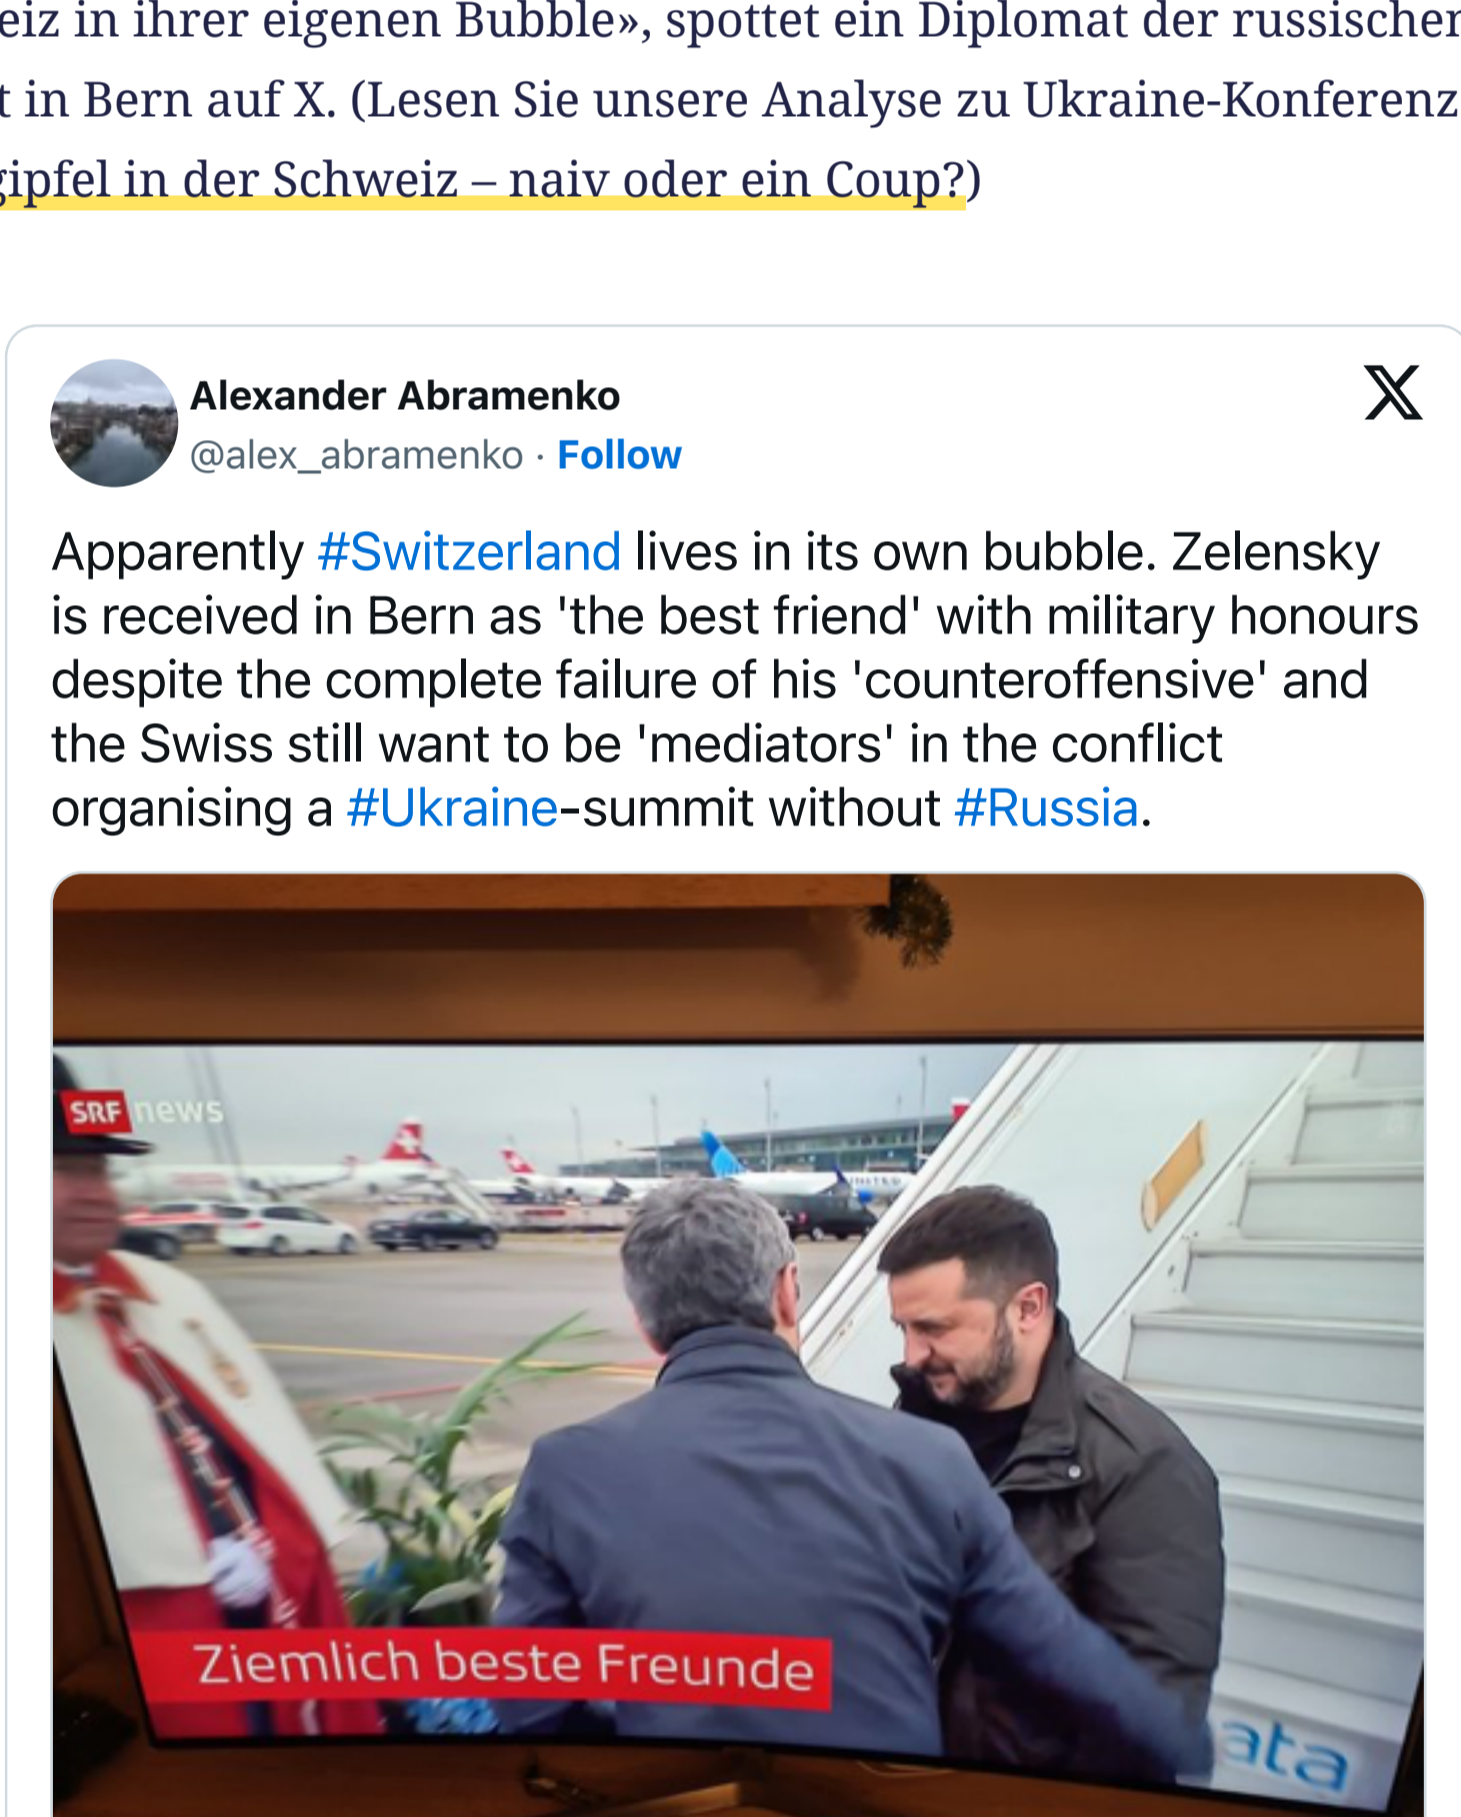 eiz in ihrer eigenen Bubble», spottet ein Diplomat der russischen
t in Bern auf X. (Lesen Sie unsere Analyse zu Ukraine-Konferenz
gipfel in der Schweiz – naiv oder ein Coup?)
Alexander Abramenko
@alex_abramenko · Follow
X
Apparently #Switzerland lives in its own bubble. Zelensky
is received in Bern as 'the best friend' with military honours
despite the complete failure of his 'counteroffensive' and
the Swiss still want to be 'mediators' in the conflict
organising a #Ukraine-summit without #Russia.
SRF news
UNITED
Ziemlich beste Freunde
ata